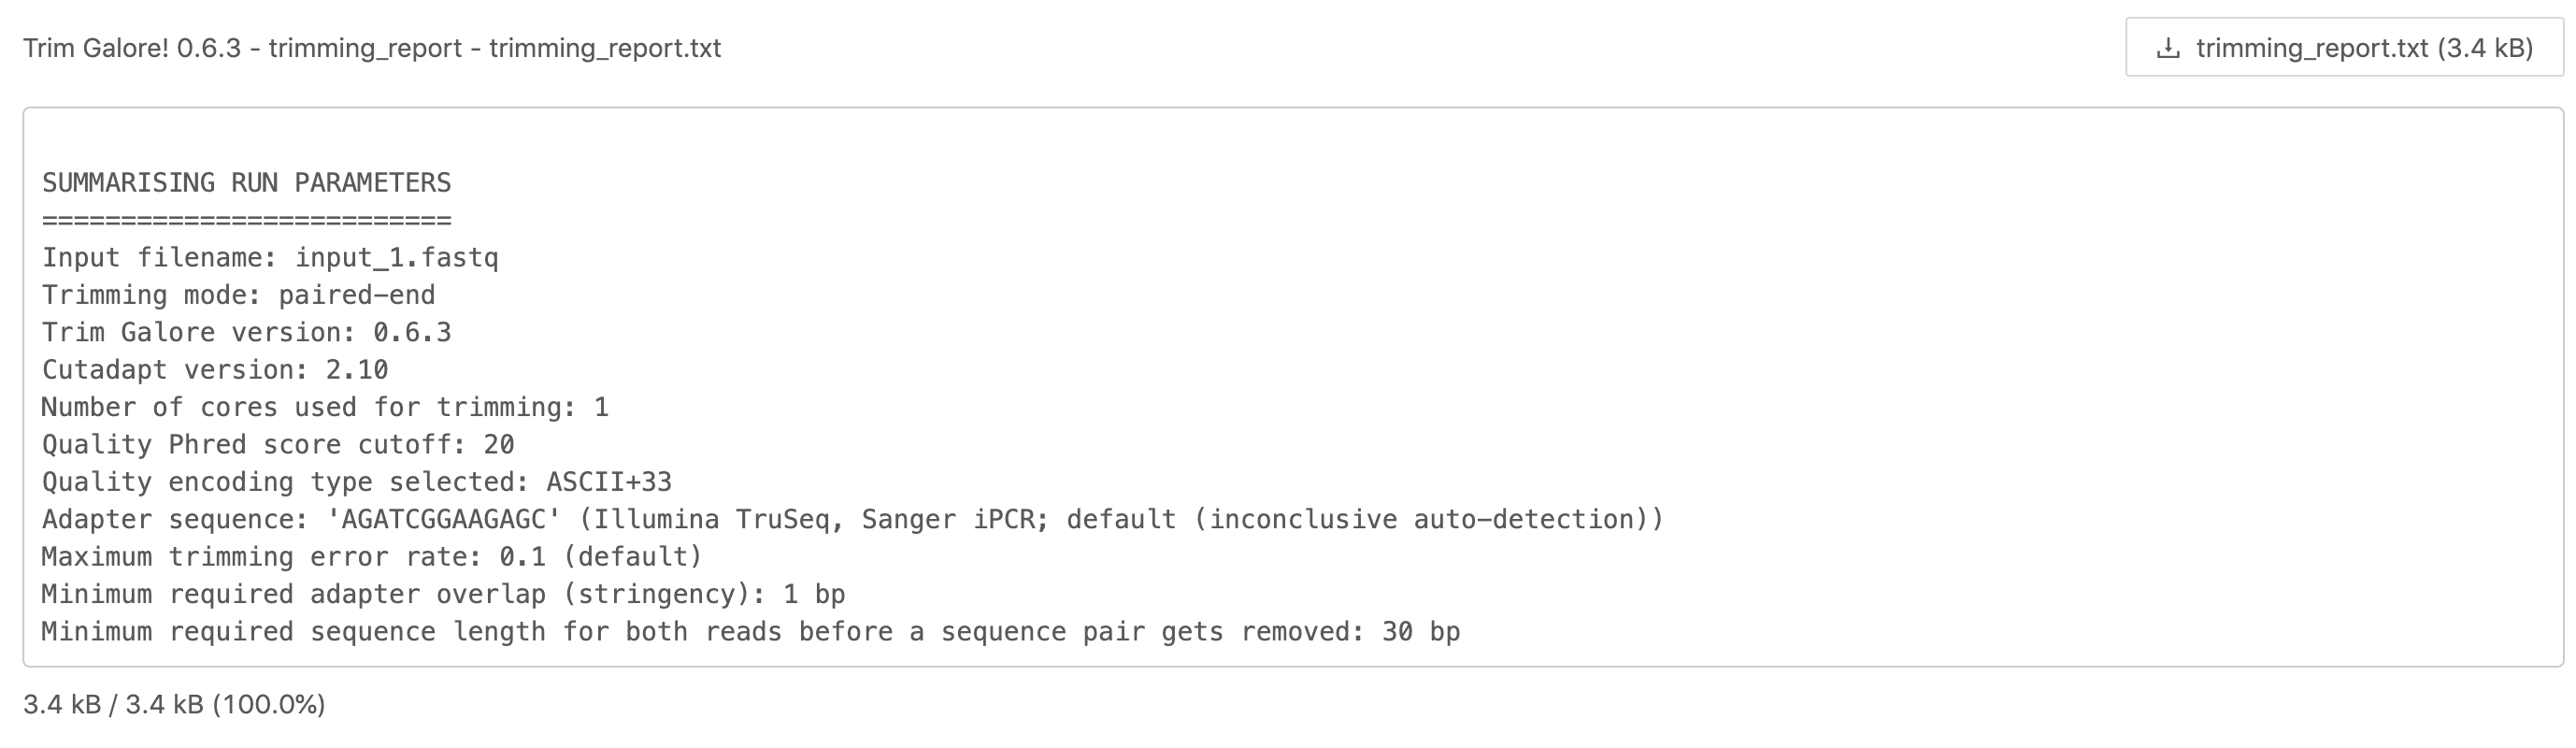 Trim Galore! 0.6.3 - trimming_report - trimming_report.txt
trimming_report.txt (3.4 kB)
SUMMARISING RUN PARAMETERS
==========================
Input filename: input_1.fastq
Trimming mode: paired-end
Trim Galore version: 0.6.3
Cutadapt version: 2.10
Number of cores used for trimming: 1
Quality Phred score cutoff: 20
Quality encoding type selected: ASCII+33
Adapter sequence: 'AGATCGGAAGAGC' (Illumina TruSeq, Sanger iPCR; default (inconclusive auto-detection))
Maximum trimming error rate: 0.1 (default)
Minimum required adapter overlap (stringency): 1 bp
Minimum required sequence length for both reads before a sequence pair gets removed: 30 bp
3.4 kB / 3.4 kB (100.0%)